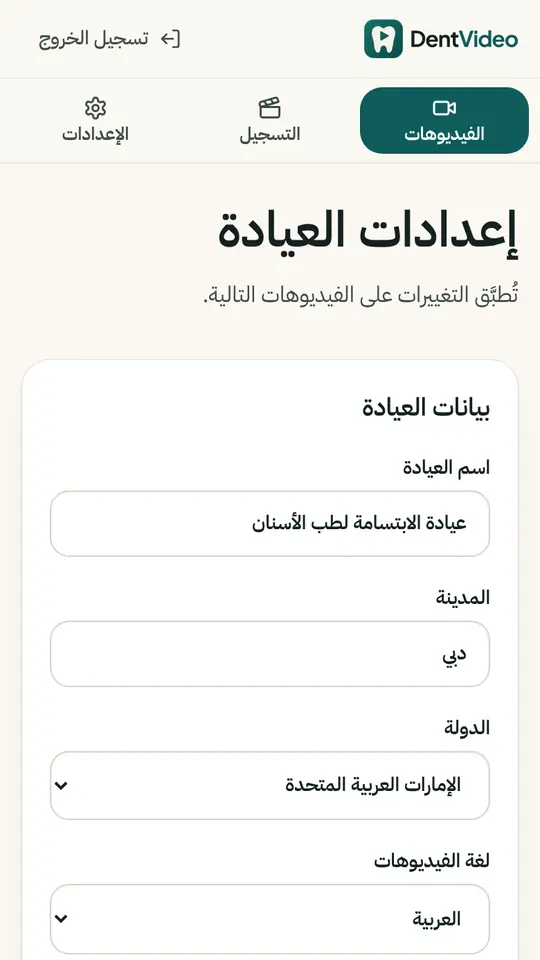 DentVideo
تسجيل الخروج
الفيديوهات
التسجيل
الإعدادات
إعدادات العيادة
تُطبَّق التغييرات على الفيديوهات التالية.
بيانات العيادة
اسم العيادة
عيادة الابتسامة لطب الأسنان
المدينة
دبي
الدولة
الإمارات العربية المتحدة
لغة الفيديوهات
العربية